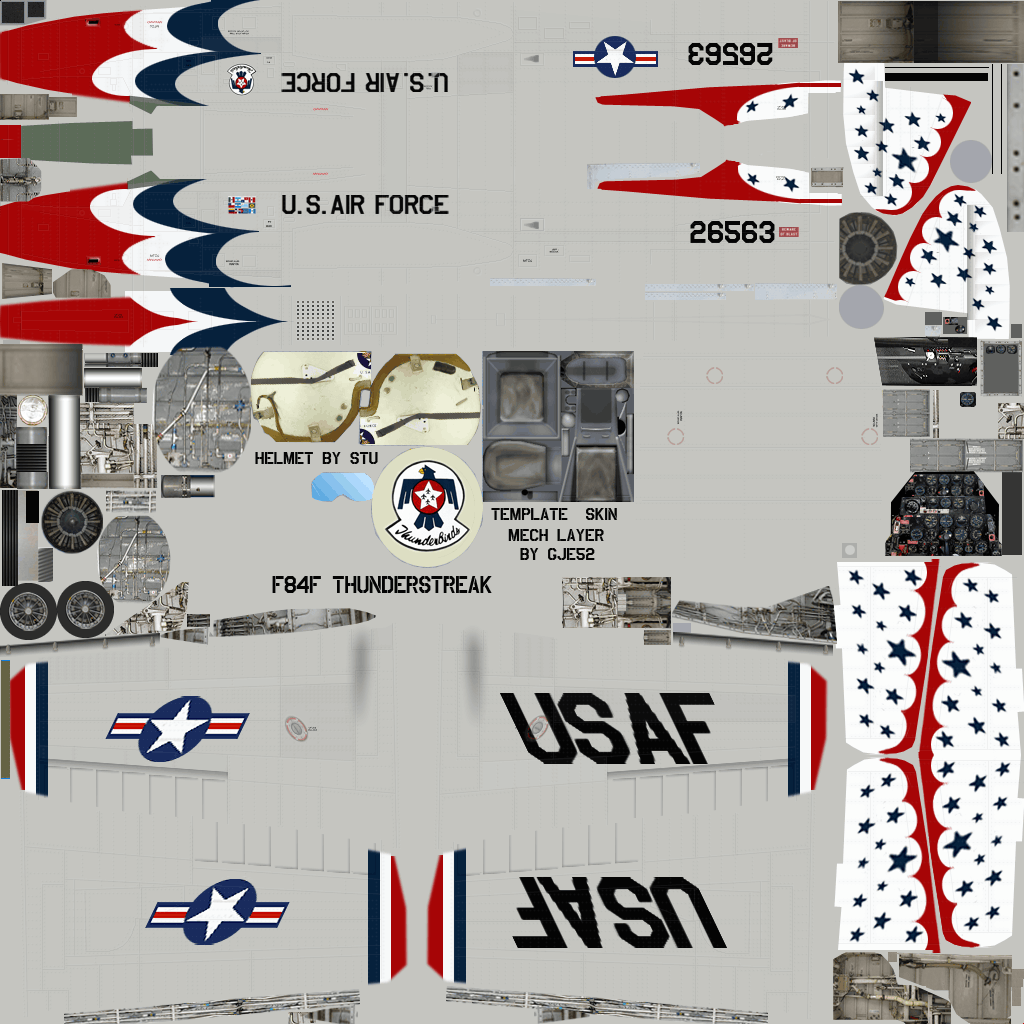 26563
U.S.AIR FORCE
U.S.AIR FORCE
26563
HELMET BY STU
Thunderbirds
TEMPLATE SKIN
MECH LAYER
BY GJE52
F84F THUNDERSTREAK
USAF
USAF